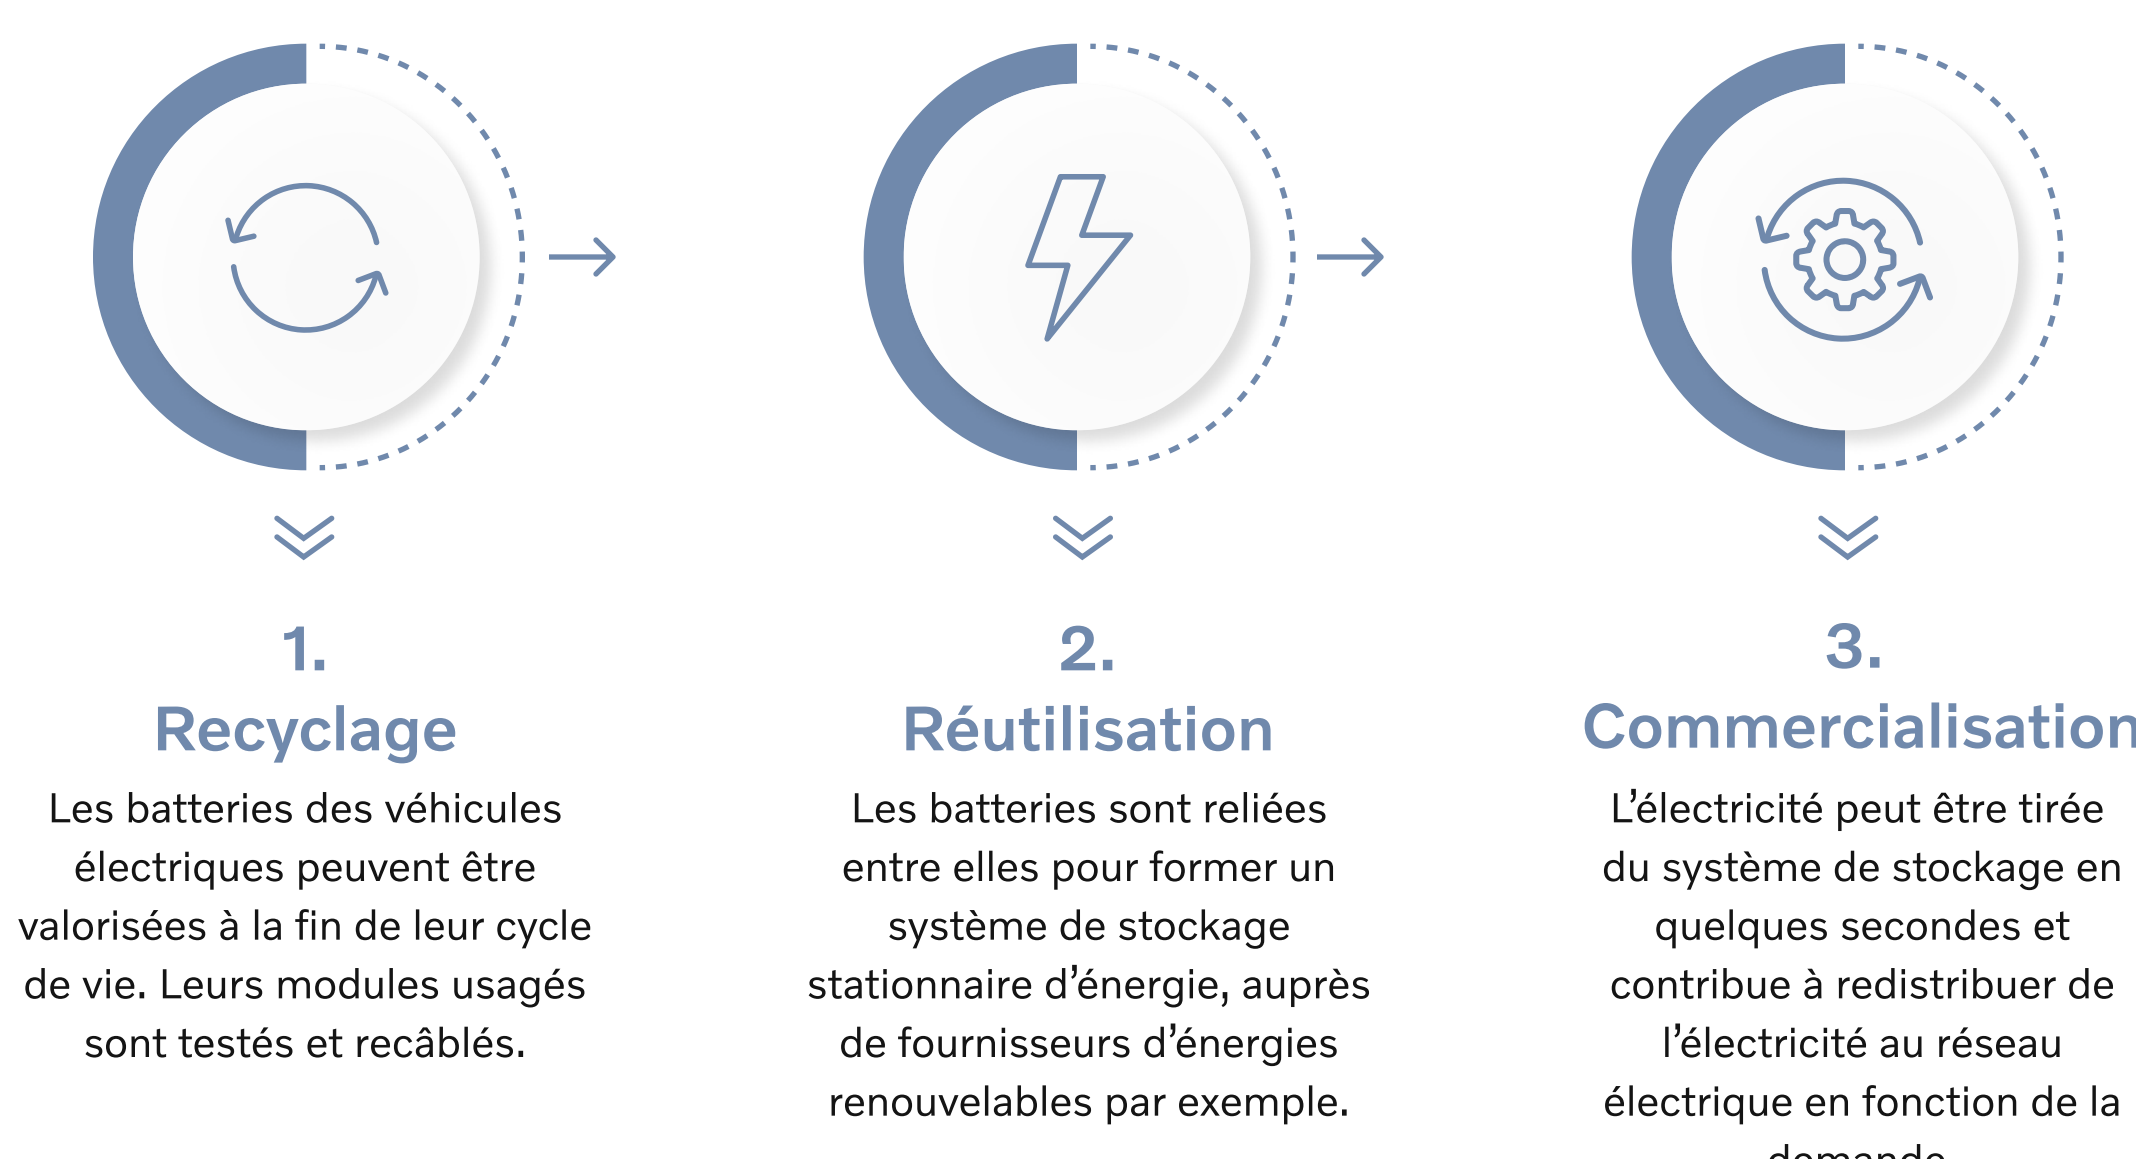 1.
Recyclage
Les batteries des véhicules
électriques peuvent être
valorisées à la fin de leur cycle
de vie. Leurs modules usagés
sont testés et recâblés.
2.
Réutilisation
Les batteries sont reliées
entre elles pour former un
système de stockage
stationnaire d’énergie, auprès
de fournisseurs d’énergies
renouvelables par exemple.
3.
Commercialisation
L’électricité peut être tirée
du système de stockage en
quelques secondes et
contribue à redistribuer de
l’électricité au réseau
électrique en fonction de la
demande